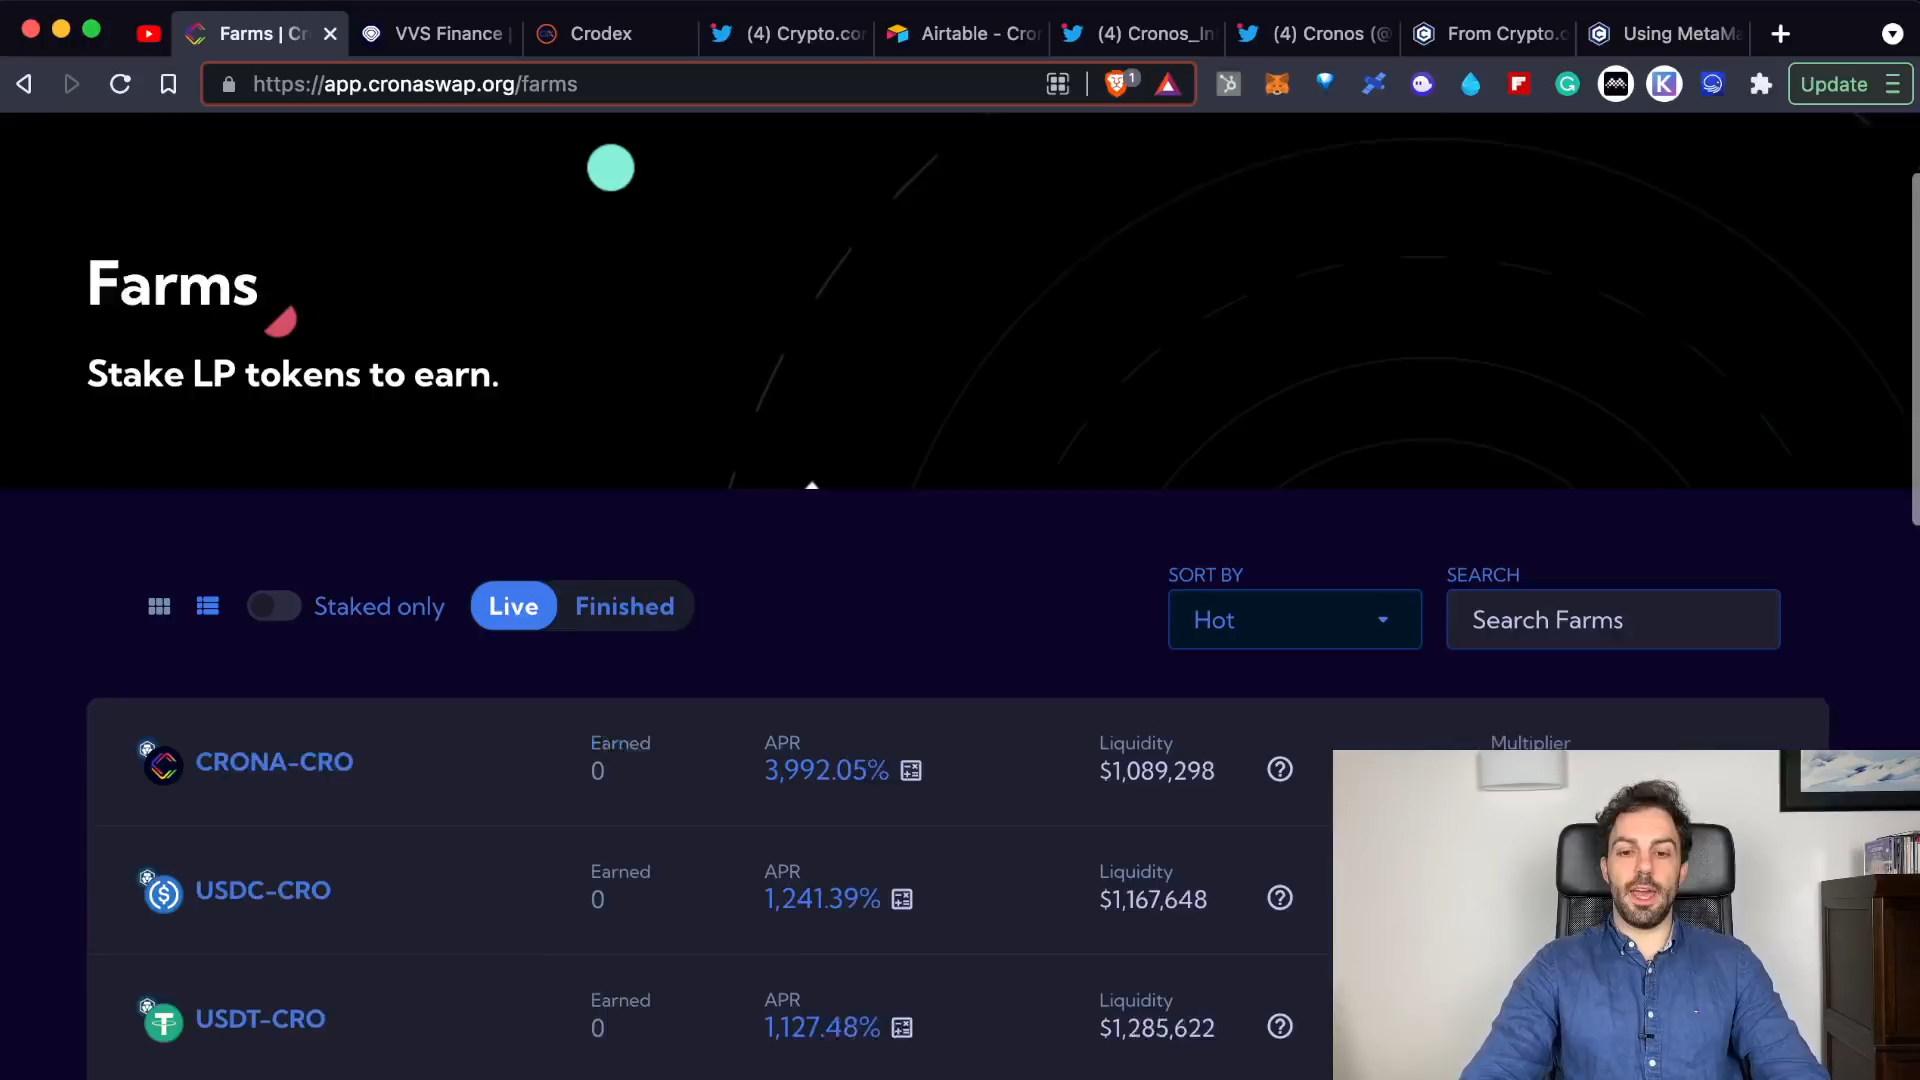 Farms | Cr
VVS Finance
Crodex
(4) Crypto.co
Airtable - Cro
(4) Cronos_In
(4) Cronos (@
From Crypto.c
Using MetaMa
https://app.cronaswap.org/farms
1
Update
Farms
Stake LP tokens to earn.
Staked only
Live
Finished
SORT BY
Hot
SEARCH
Search Farms
CRONA-CRO
Earned
0
APR
3,992.05%
Liquidity
$1,089,298
Multiplier
USDC-CRO
Earned
0
APR
1,241.39%
Liquidity
$1,167,648
USDT-CRO
Earned
0
APR
1,127.48%
Liquidity
$1,285,622